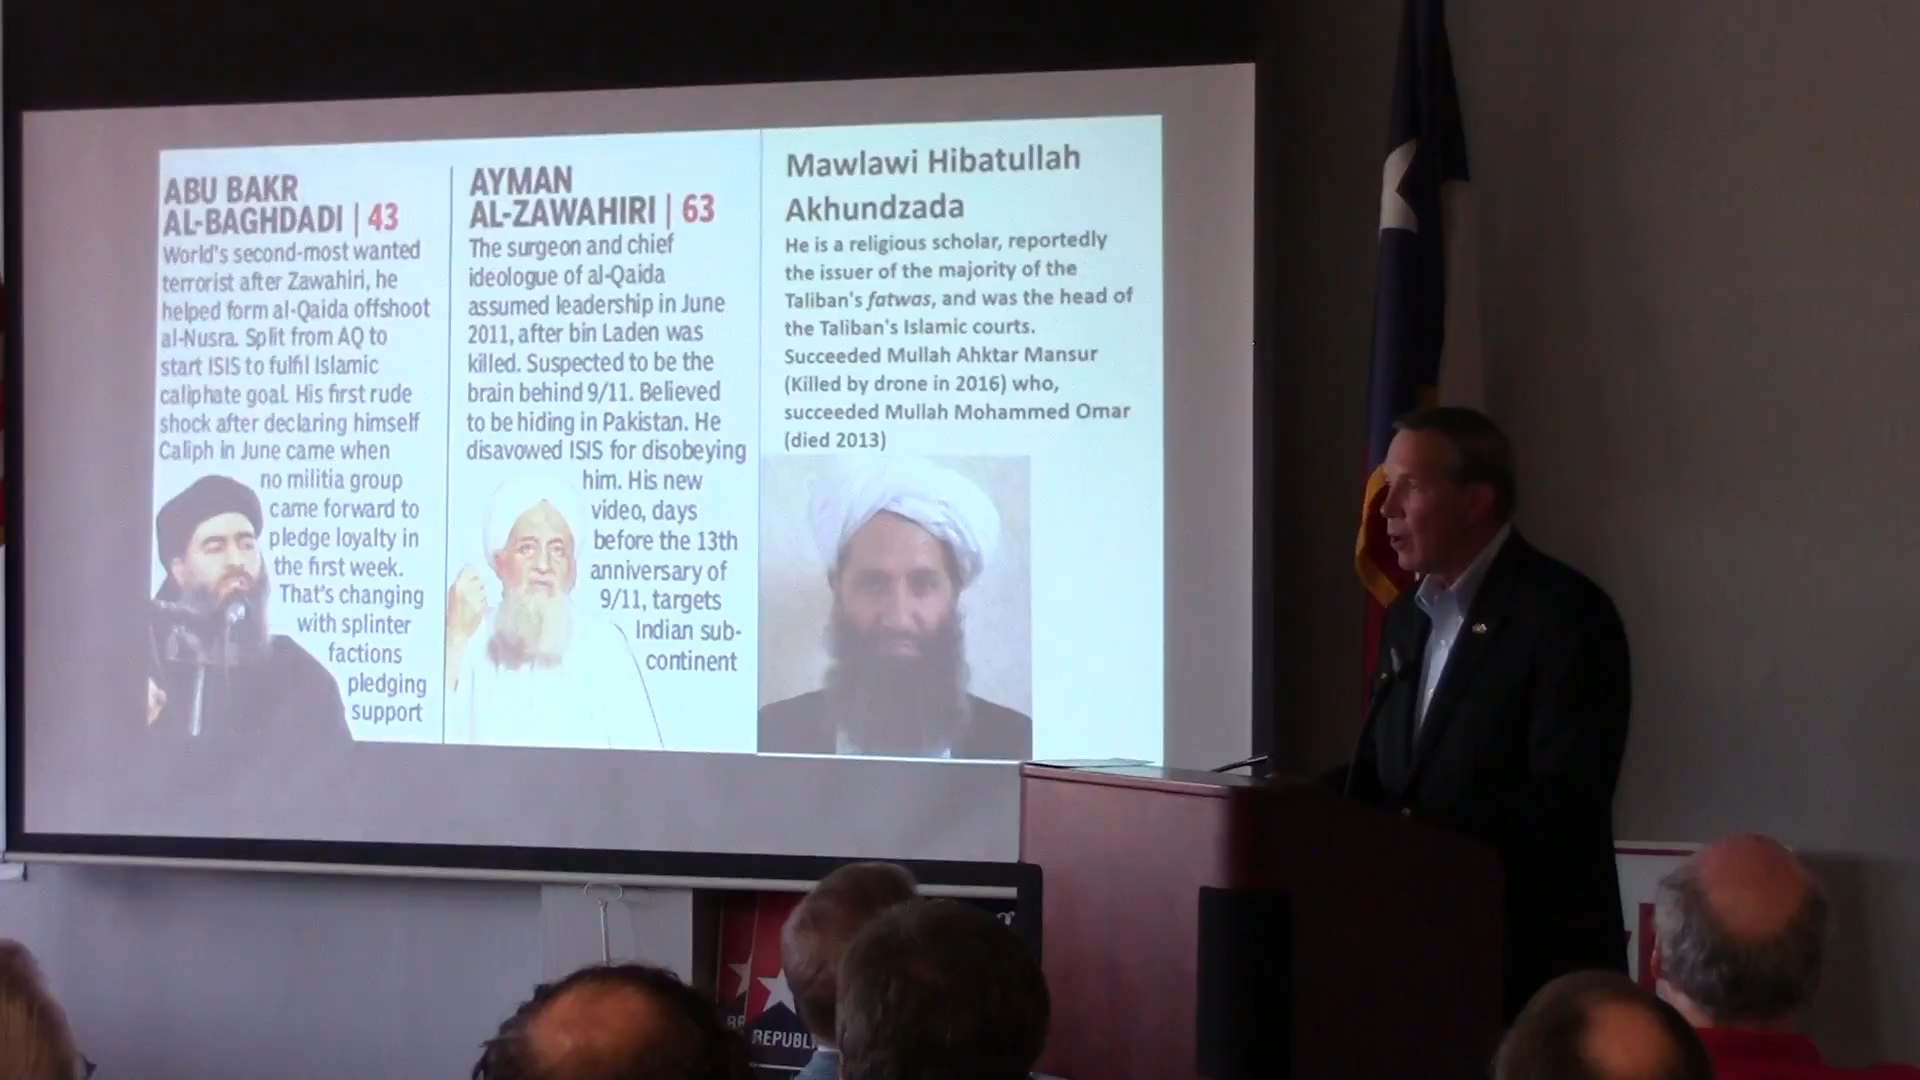 ABU BAKR
AL-BAGHDADI | 43
World's second-most wanted
terrorist after Zawahiri, he
helped form al-Qaida offshoot
al-Nusra. Split from AQ to
start ISIS to fulfil Islamic
caliphate goal. His first rude
shock after declaring himself
Caliph in June came when
no militia group
came forward to
pledge loyalty in
the first week.
That's changing
with splinter
factions
pledging
support
AYMAN
AL-ZAWAHIRI | 63
The surgeon and chief
ideologue of al-Qaida
assumed leadership in June
2011, after bin Laden was
killed. Suspected to be the
brain behind 9/11. Believed
to be hiding in Pakistan. He
disavowed ISIS for disobeying
him. His new
video, days
before the 13th
anniversary of
9/11, targets
Indian sub-
continent
Mawlawi Hibatullah
Akhundzada
He is a religious scholar, reportedly
the issuer of the majority of the
Taliban's fatwas, and was the head of
the Taliban's Islamic courts.
Succeeded Mullah Ahktar Mansur
(Killed by drone in 2016) who,
succeeded Mullah Mohammed Omar
(died 2013)